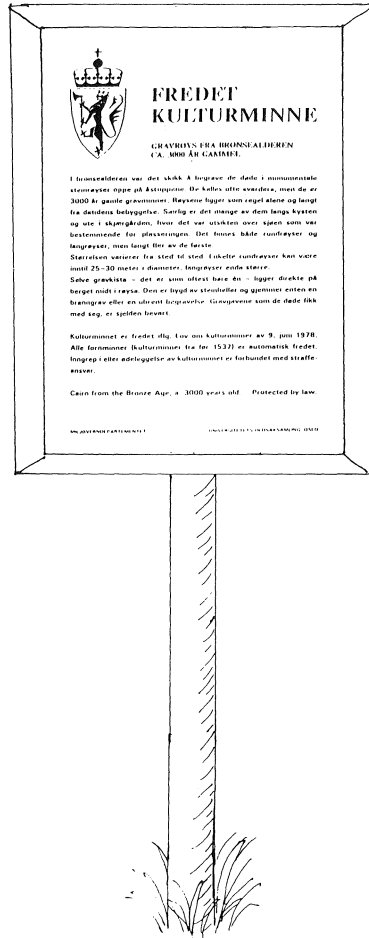 FREDET
KULTURMINNE
GRAVRØYS FRA BRONSEALDEREN
CA. 3000 ÅR GAMMEL
I bronsealderen var det skikk å begrave de døde i monumentale
steinrøyser oppe på åstoppene. De kalles ofte svardera, men de er
3000 år gamle gravminner. Røysene ligger som regel alene og langt
fra datidens bebyggelse. Særlig er det mange av dem langs kysten
og ute i skjærgården, hvor det var utsikten over sjøen som var
bestemmende for plasseringen. Det finnes både rundrøyser og
langrøyser, men langt fler av de første.
Størrelsen varierer fra sted til sted. Enkelte rundrøyser kan være
inntil 25-30 meter i diameter, langrøyser enda større.
Selve gravkista - det er som oftest bare én - ligger direkte på
berget midt i røysa. Den er bygd av steinheller og gjemmer enten en
branngrav eller en ubrent begravelse. Gravgavene som de døde fikk
med seg, er sjelden bevart.
Kulturminnet er fredet iflg. Lov om kulturminner av 9. juni 1978.
Alle fornminner (kulturminner fra før 1537) er automatisk fredet.
Inngrep i eller ødeleggelse av kulturminnet er forbundet med straffe-
ansvar.
Cairn from the Bronze Age, a. 3000 years old. Protected by law.
MILJØVERNDEPARTEMENTET UNIVERSITETETS OLDSAKSAMLING, OSLO